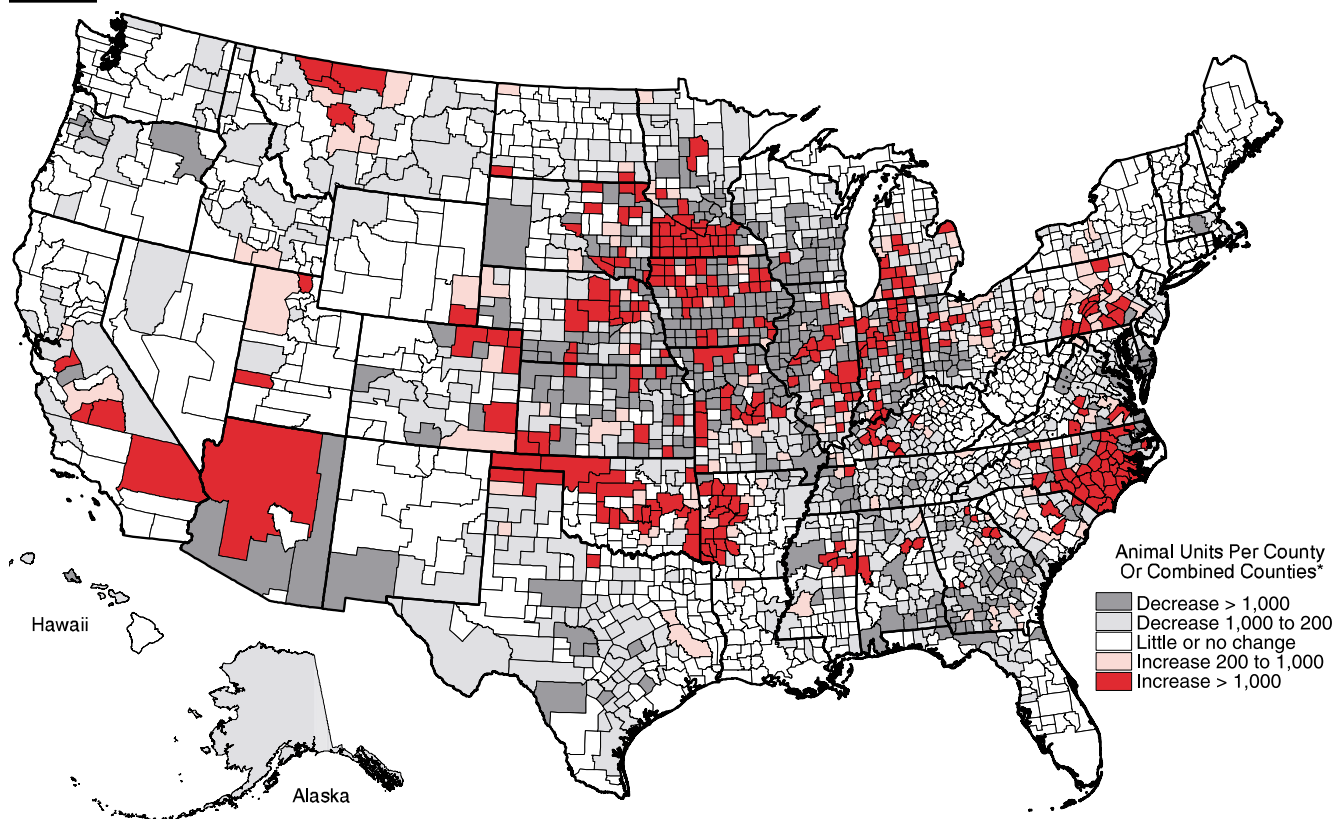 Animal Units Per County
Or Combined Counties*
Decrease > 1,000
Decrease 1,000 to 200
Little or no change
Increase 200 to 1,000
Increase > 1,000
Hawaii
Alaska